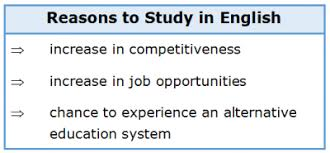 Reasons to Study in English
⇒ increase in competitiveness
⇒ increase in job opportunities
⇒ chance to experience an alternative
education system